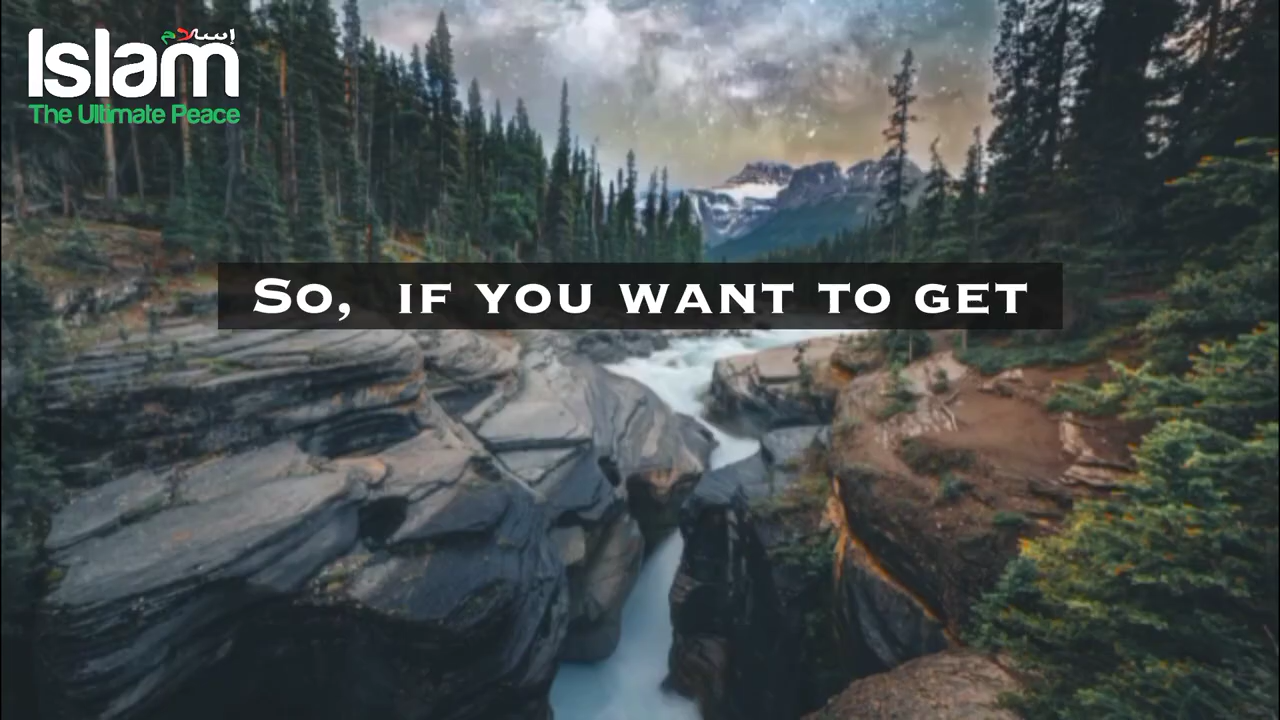 إسلام
Islam
The Ultimate Peace
So, if you want to get